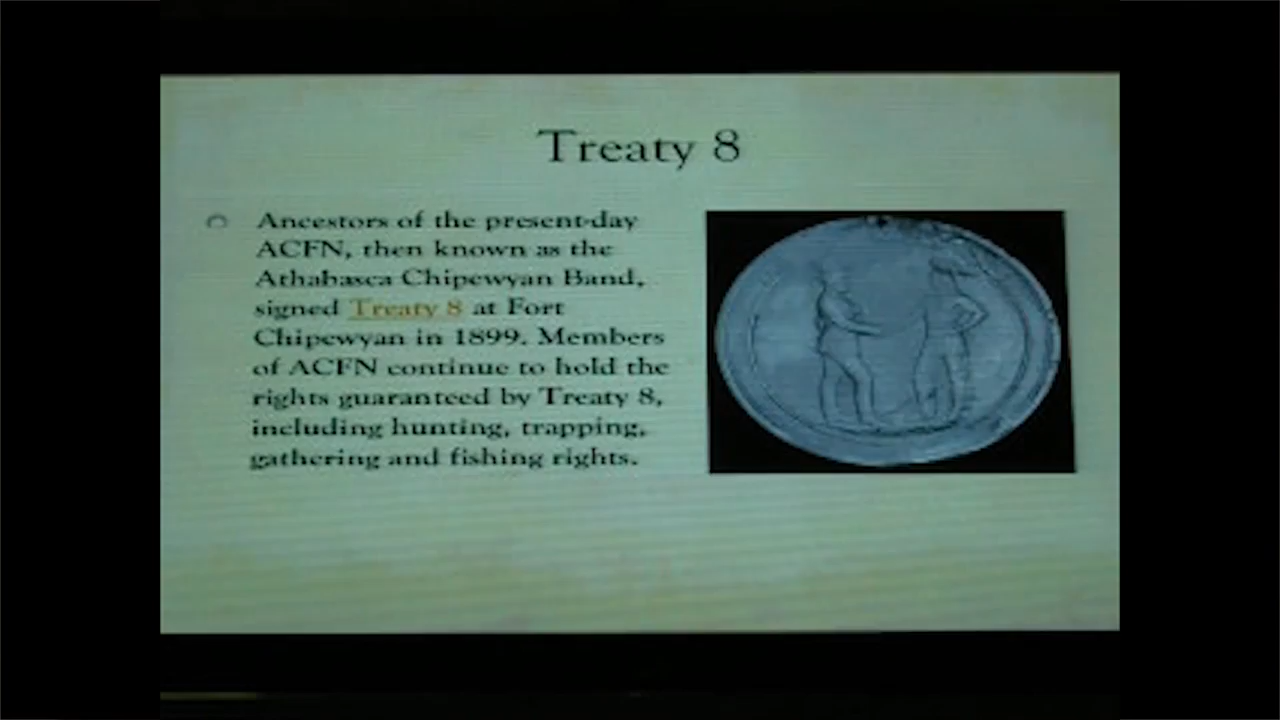 Treaty 8
Ancestors of the present-day
ACFN, then known as the
Athabasca Chipewyan Band,
signed Treaty 8 at Fort
Chipewyan in 1899. Members
of ACFN continue to hold the
rights guaranteed by Treaty 8,
including hunting, trapping,
gathering and fishing rights.